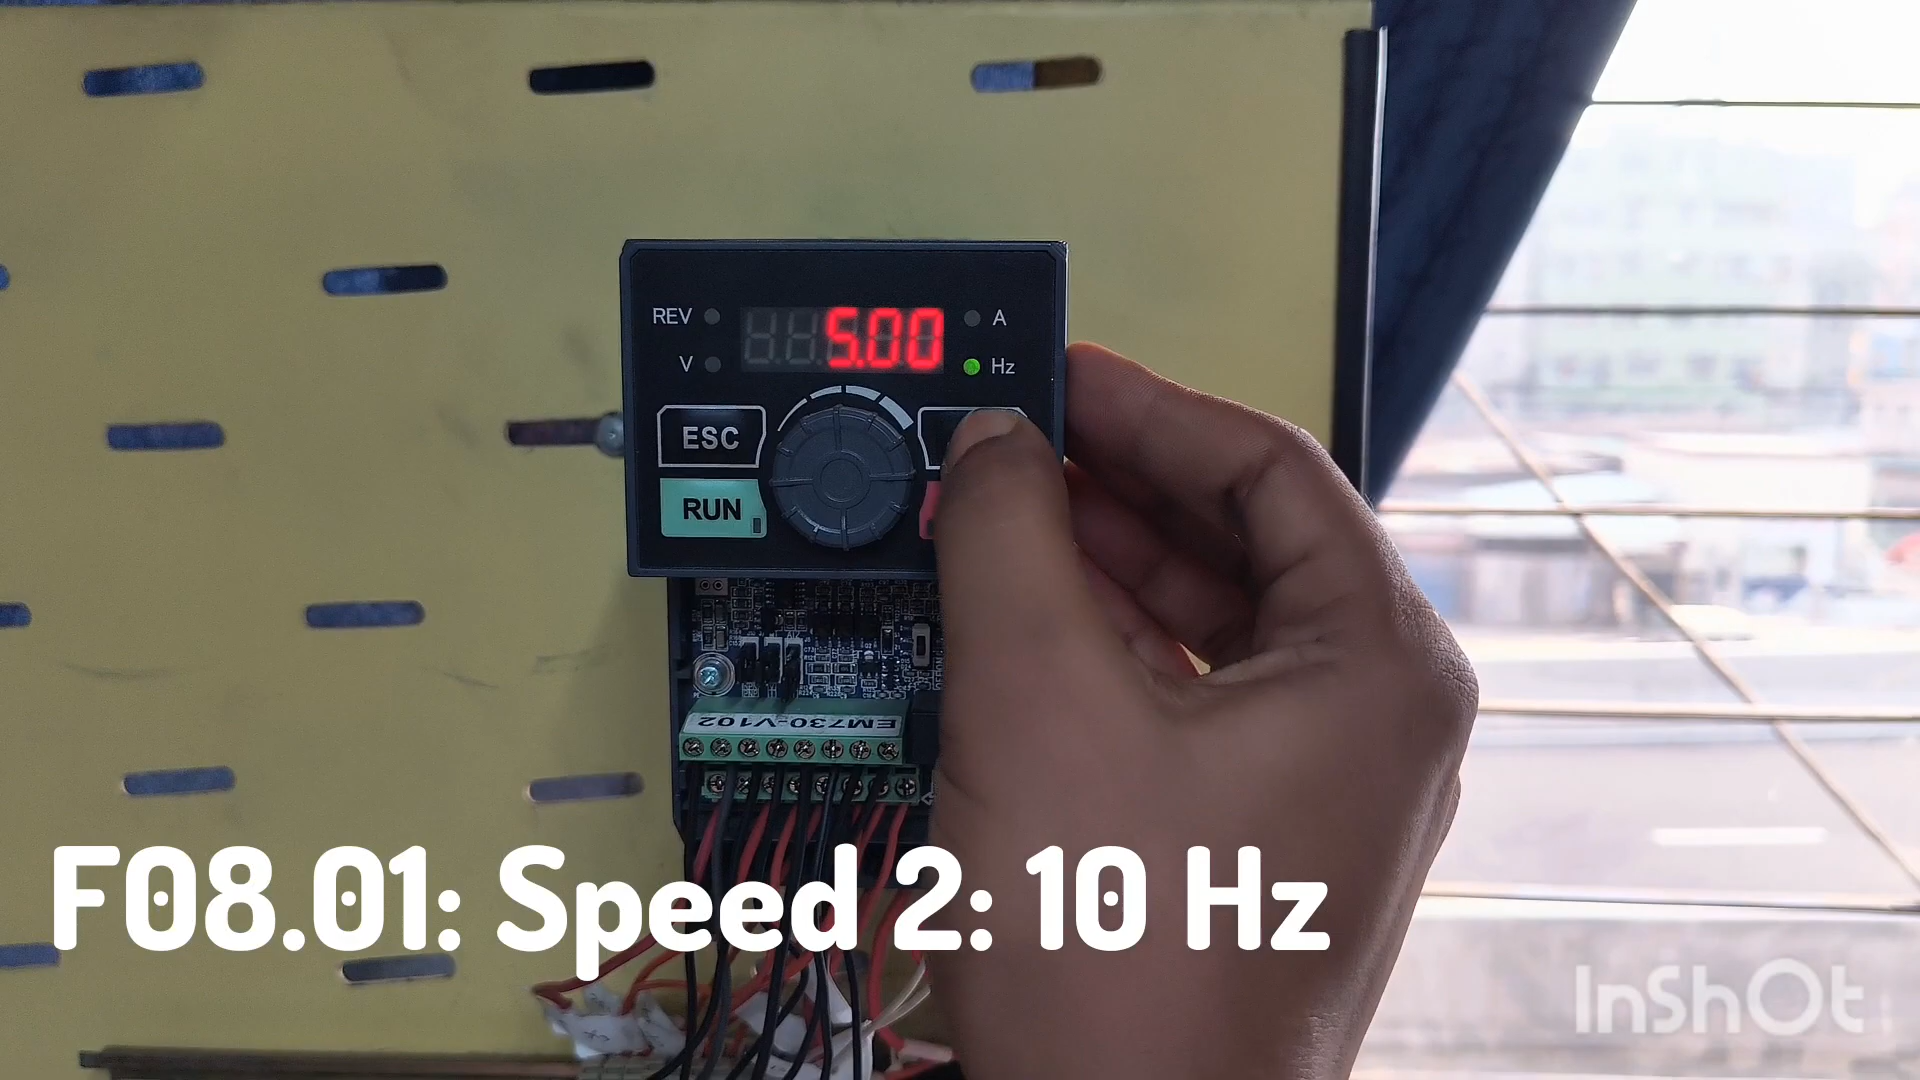 REV
5.00
A
V
Hz
ESC
RUN
EM730-V102
F08.01: Speed 2: 10 Hz
InShOt